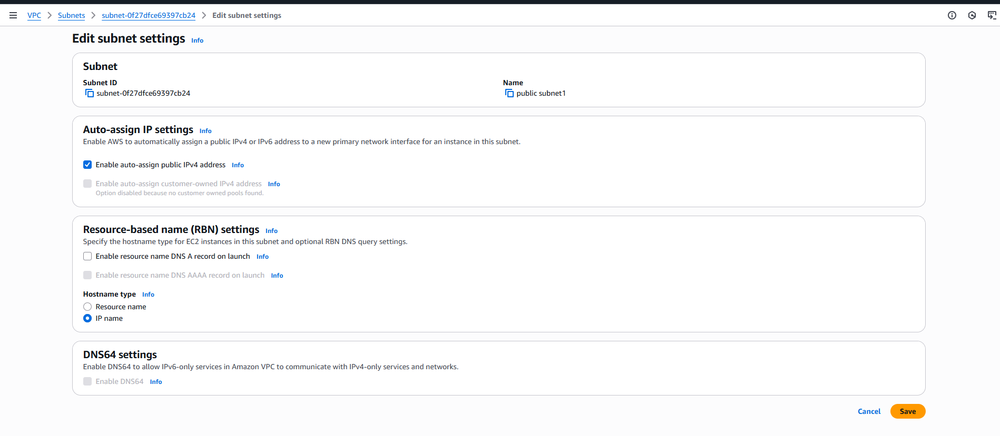 VPC > Subnets > subnet-0f27dfce69397cb24 > Edit subnet settings
Edit subnet settings Info
Subnet
Subnet ID
subnet-0f27dfce69397cb24
Name
public subnet1
Auto-assign IP settings Info
Enable AWS to automatically assign a public IPv4 or IPv6 address to a new primary network interface for an instance in this subnet.
Enable auto-assign public IPv4 address Info
Enable auto-assign customer-owned IPv4 address Info
Option disabled because no customer owned pools found.
Resource-based name (RBN) settings Info
Specify the hostname type for EC2 instances in this subnet and optional RBN DNS query settings.
Enable resource name DNS A record on launch Info
Enable resource name DNS AAAA record on launch Info
Hostname type Info
Resource name
IP name
DNS64 settings
Enable DNS64 to allow IPv6-only services in Amazon VPC to communicate with IPv4-only services and networks.
Enable DNS64 Info
Cancel Save